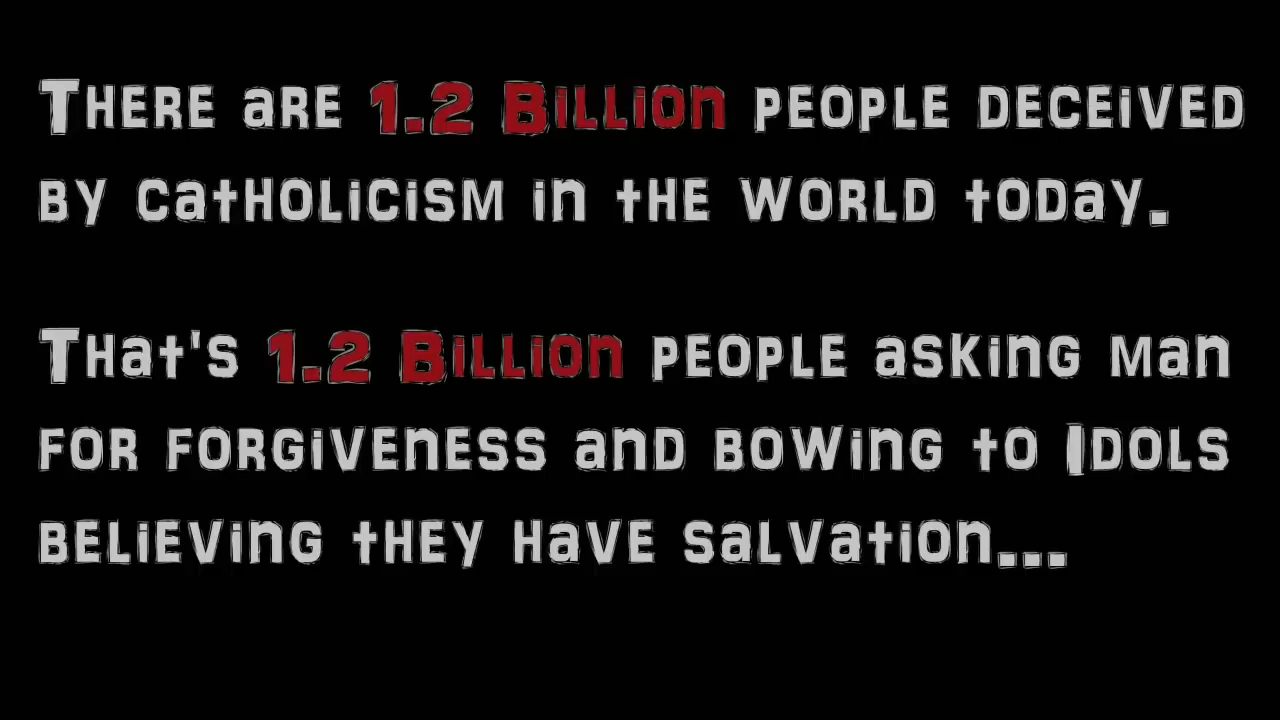 There are 1.2 Billion people deceived
by Catholicism in the world today.
That's 1.2 Billion people asking man
for forgiveness and bowing to Idols
believing they have salvation...